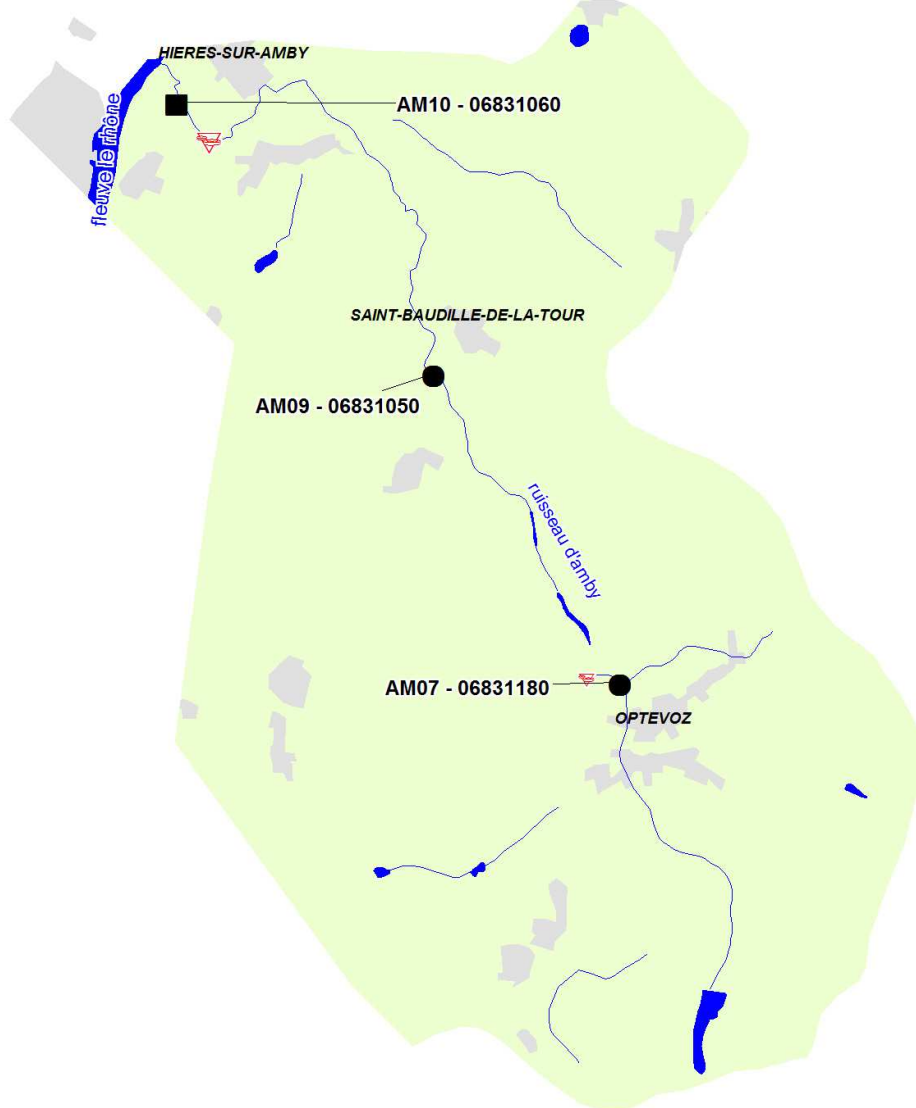 HIERES-SUR-AMBY
AM10 - 06831060
fleuve le rhône
SAINT-BAUDILLE-DE-LA-TOUR
AM09 - 06831050
ruisseau d'amby
AM07 - 06831180
OPTEVOZ